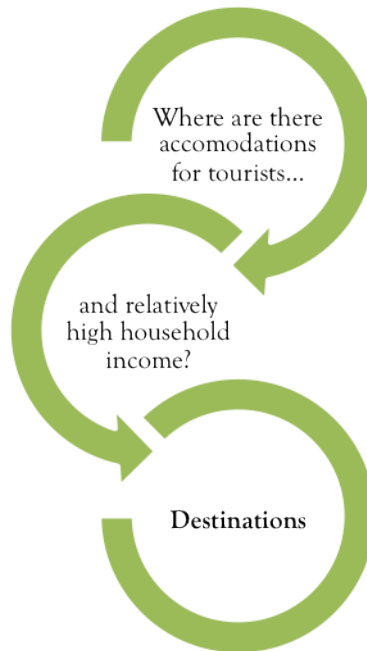 Where are there
accomodations
for tourists...
and relatively
high household
income?
Destinations